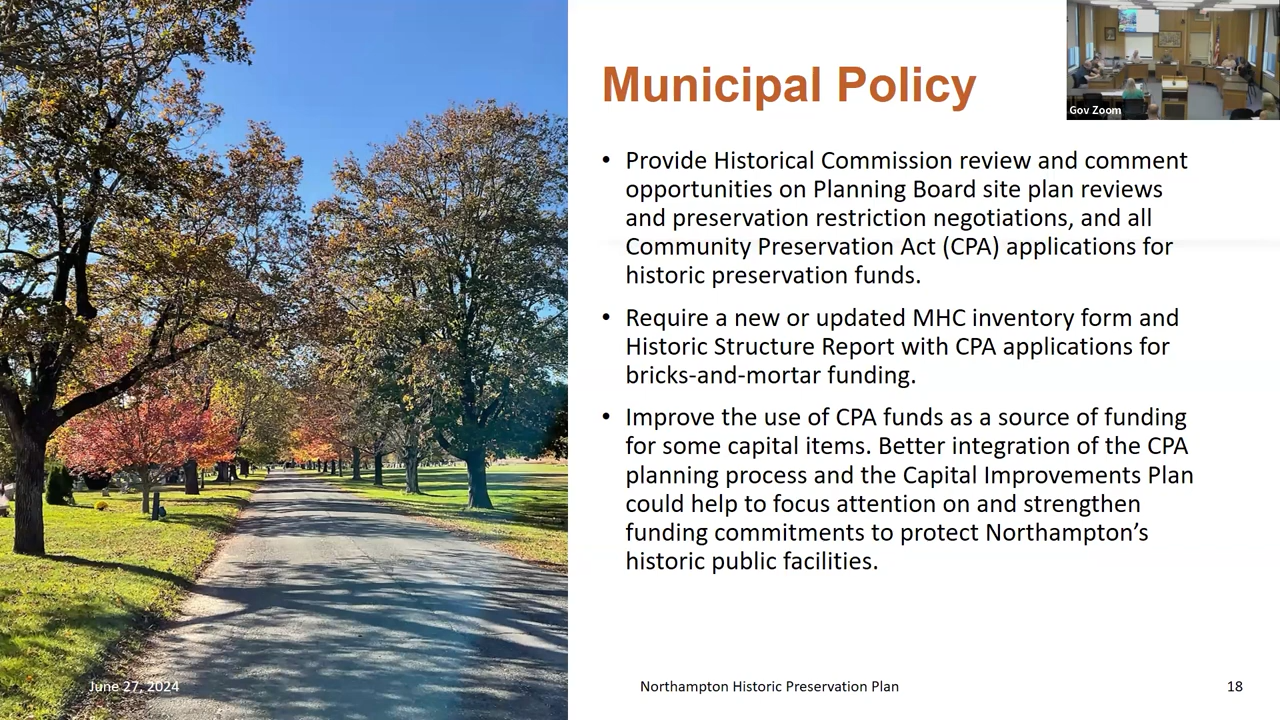 Municipal Policy
Gov Zoom
• Provide Historical Commission review and comment
opportunities on Planning Board site plan reviews
and preservation restriction negotiations, and all
Community Preservation Act (CPA) applications for
historic preservation funds.
• Require a new or updated MHC inventory form and
Historic Structure Report with CPA applications for
bricks-and-mortar funding.
• Improve the use of CPA funds as a source of funding
for some capital items. Better integration of the CPA
planning process and the Capital Improvements Plan
could help to focus attention on and strengthen
funding commitments to protect Northampton’s
historic public facilities.
June 27, 2024
Northampton Historic Preservation Plan
18